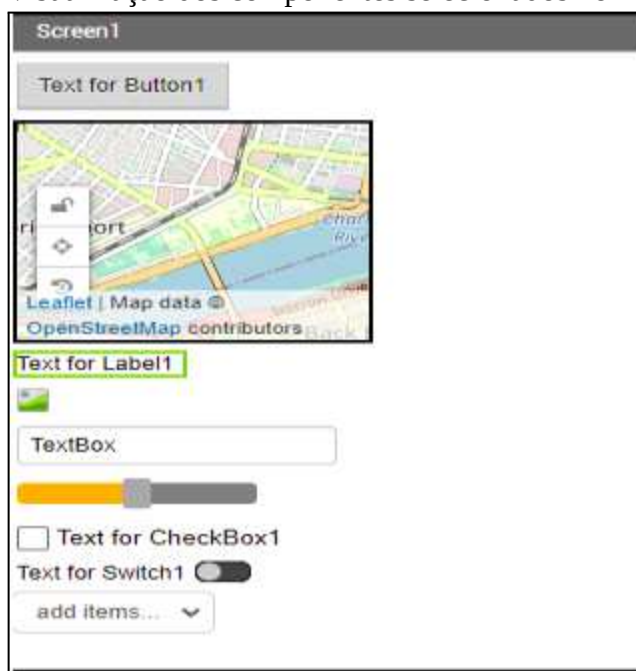 Screen1
Text for Button1
ort
Leaflet | Map data ©
OpenStreetMap contributors
Text for Label1
TextBox
Text for CheckBox1
Text for Switch1
add items...